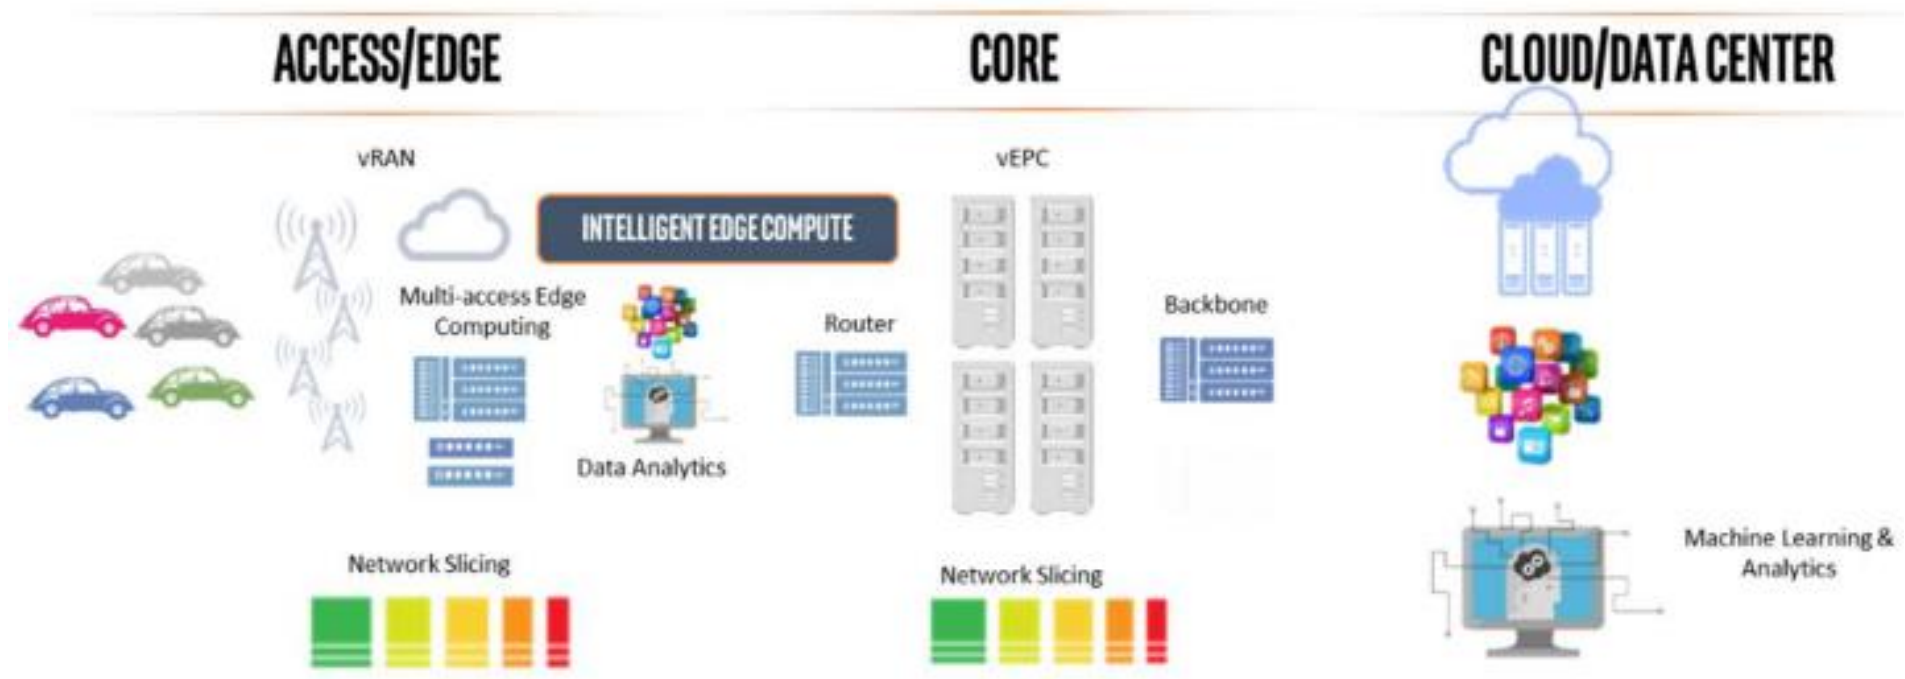 ACCESS/EDGE
CORE
CLOUD/DATA CENTER
vRAN
vEPC
INTELLIGENT EDGE COMPUTE
Multi-access Edge
Computing
Router
Backbone
Data Analytics
Network Slicing
Network Slicing
Machine Learning &
Analytics